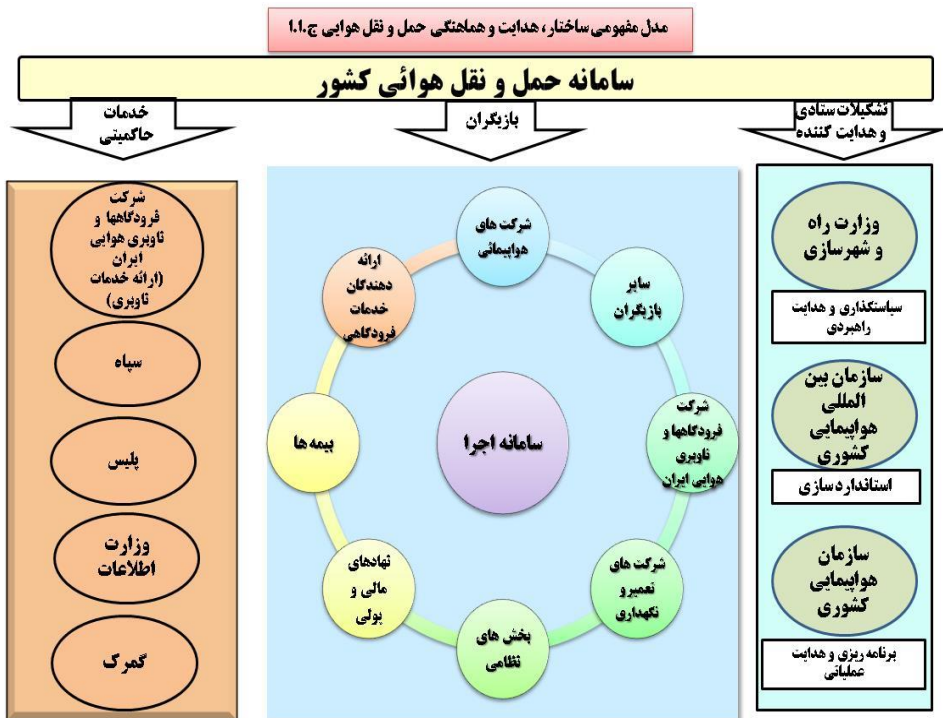 مدل مفهومی ساختار، هدایت و هماهنگی حمل و نقل هوایی ج.ا.ا
سامانه حمل و نقل هوائی کشور
تشکیلات ستادی
و هدایت کننده
بازیگران
خدمات
حاکمیتی
وزارت راه
و شهرسازی
سیاستگذاری و هدایت
راهبردی
سازمان بین
المللی
هواپیمایی
کشوری
استاندارد سازی
سازمان
هواپیمایی
کشوری
برنامه ریزی و هدایت
عملیاتی
شرکت های
هواپیمائی
سایر
بازیگران
شرکت
فرودگاهها و
ناوبری
هوایی ایران
شرکت های
تعمیر و
نگهداری
بخش های
نظامی
نهادهای
مالی و
پولی
بیمه ها
ارائه
دهندگان
خدمات
فرودگاهی
سامانه اجرا
شرکت
فرودگاهها و
ناوبری هوایی
ایران
(ارائه خدمات
ناوبری)
سپاه
پلیس
وزارت
اطلاعات
گمرک